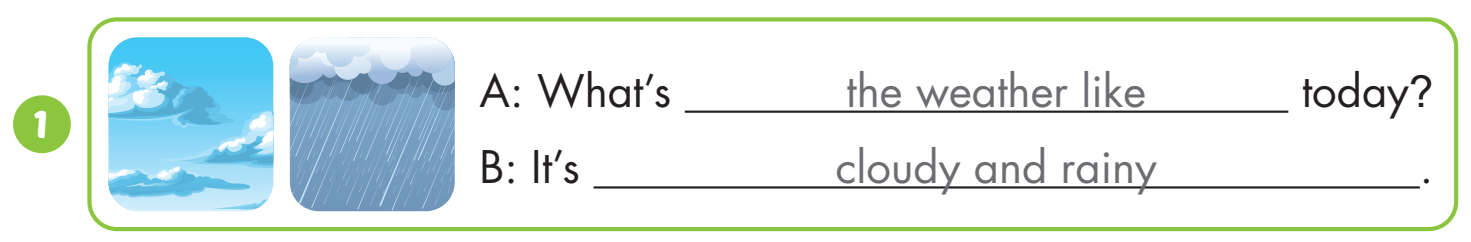 1
A: What's the weather like today?
B: It's cloudy and rainy.